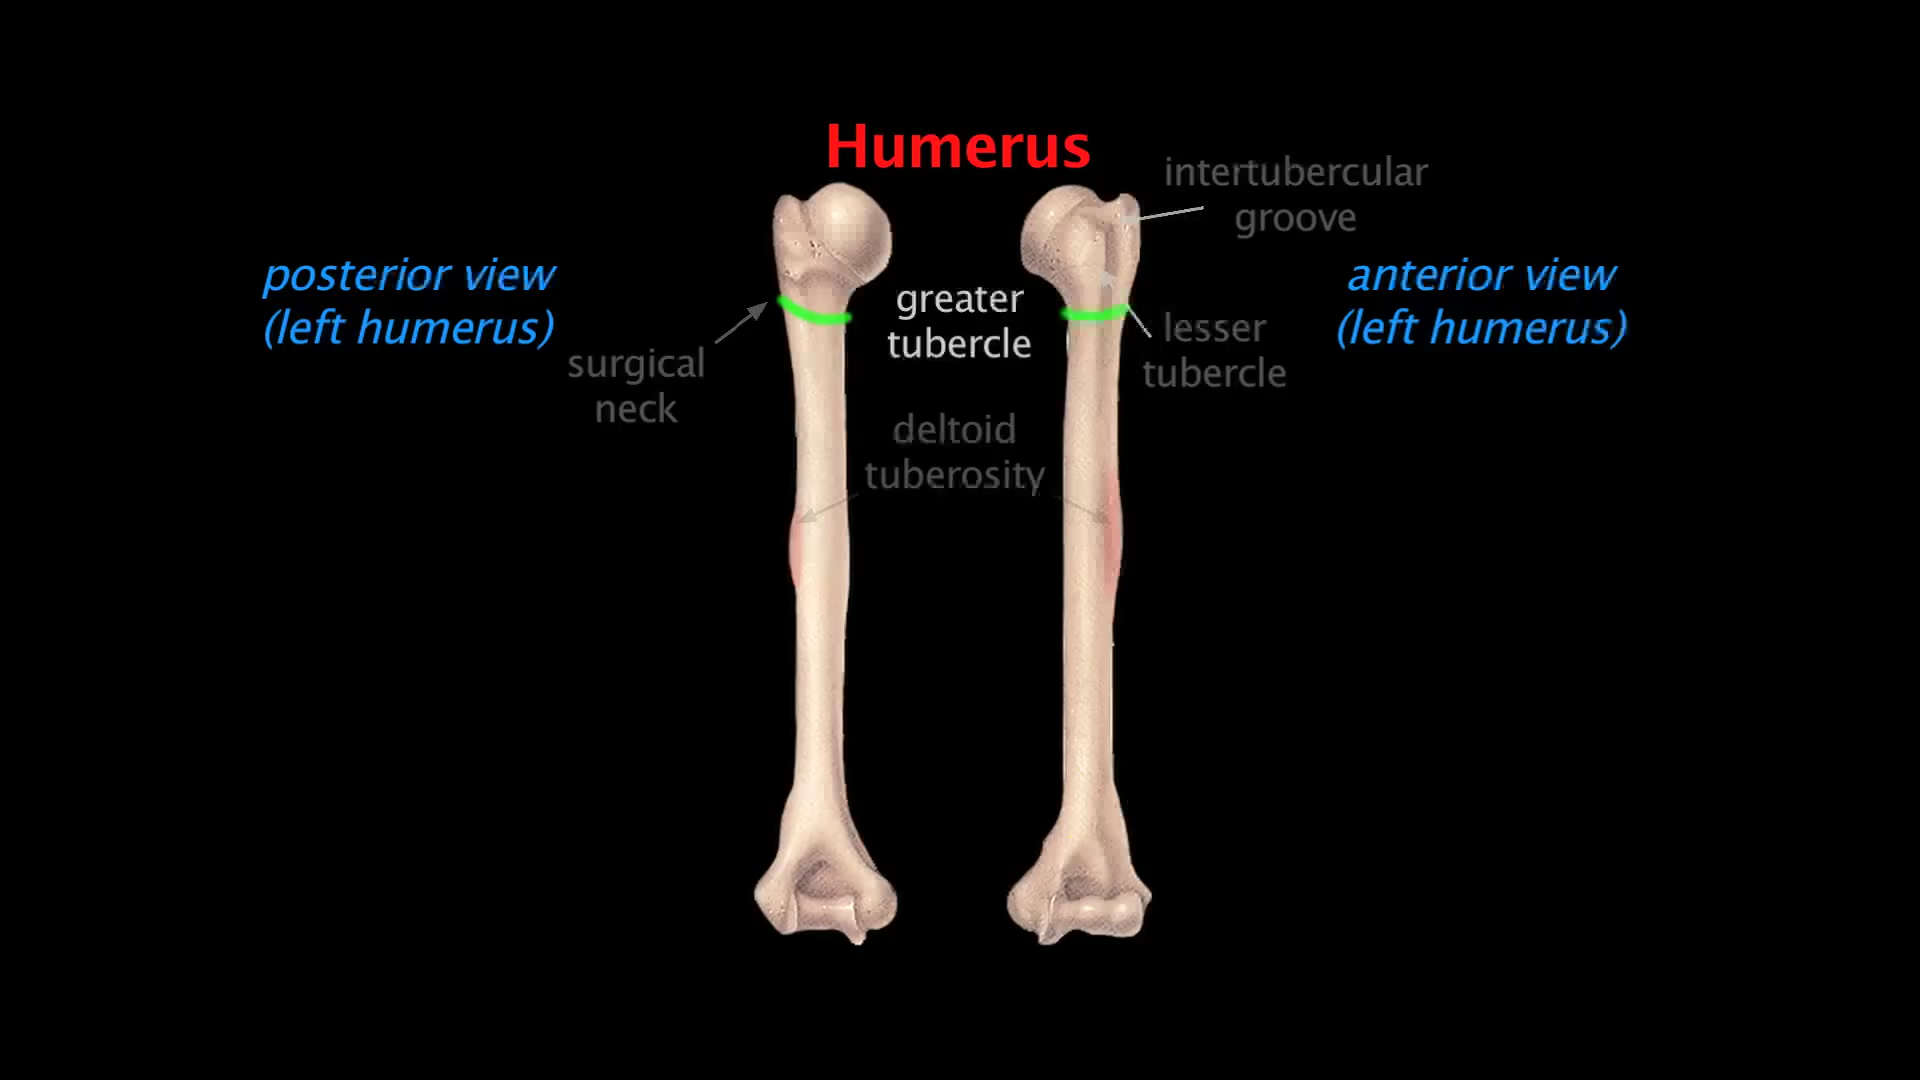 Humerus
intertubercular
groove
posterior view
(left humerus)
greater
tubercle
anterior view
(left humerus)
surgical
neck
lesser
tubercle
deltoid
tuberosity